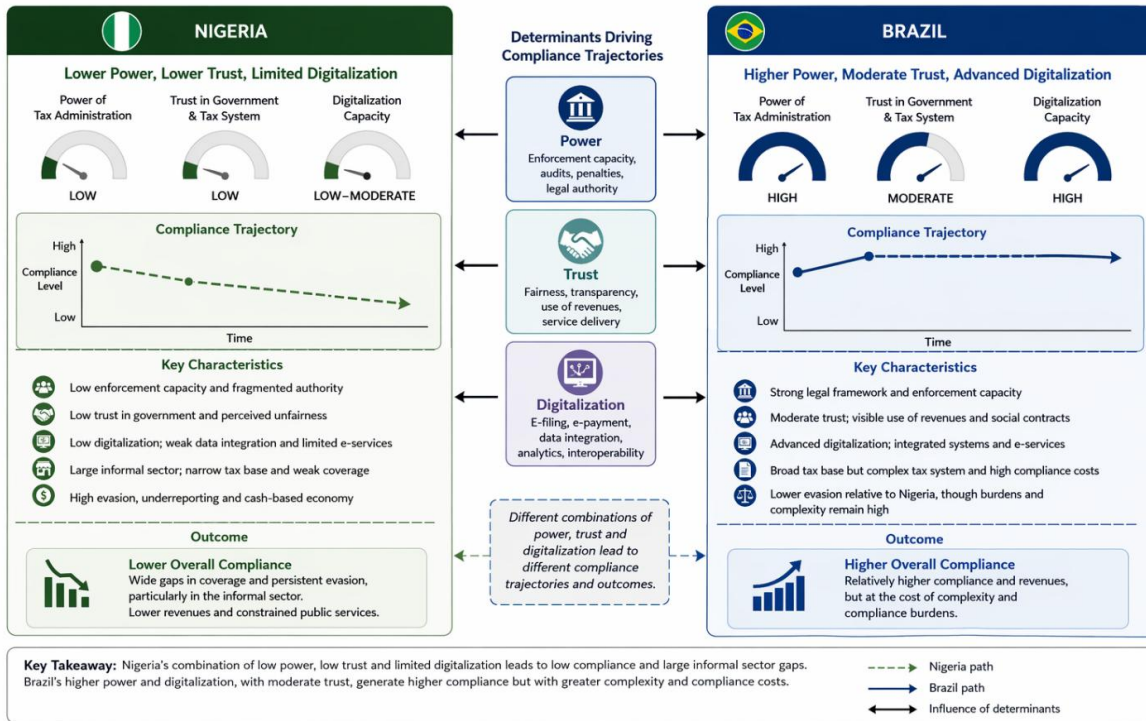 NIGERIA
Lower Power, Lower Trust, Limited Digitalization
Power of
Tax Administration
LOW
Trust in Government
& Tax System
LOW
Digitalization
Capacity
LOW–MODERATE
Compliance Trajectory
High
Compliance
Level
Low
Time
Key Characteristics
Low enforcement capacity and fragmented authority
Low trust in government and perceived unfairness
Low digitalization; weak data integration and limited e-services
Large informal sector; narrow tax base and weak coverage
$
High evasion, underreporting and cash-based economy
Outcome
Lower Overall Compliance
Wide gaps in coverage and persistent evasion,
particularly in the informal sector.
Lower revenues and constrained public services.
Determinants Driving
Compliance Trajectories
Power
Enforcement capacity,
audits, penalties,
legal authority
Trust
Fairness, transparency,
use of revenues,
service delivery
Digitalization
E-filing, e-payment,
data integration,
analytics, interoperability
Different combinations of
power, trust and
digitalization lead to
different compliance
trajectories and outcomes.
BRAZIL
Higher Power, Moderate Trust, Advanced Digitalization
Power of
Tax Administration
HIGH
Trust in Government
& Tax System
MODERATE
Digitalization
Capacity
HIGH
Compliance Trajectory
High
Compliance
Level
Low
Time
Key Characteristics
Strong legal framework and enforcement capacity
Moderate trust; visible use of revenues and social contracts
Advanced digitalization; integrated systems and e-services
Broad tax base but complex tax system and high compliance costs
Lower evasion relative to Nigeria, though burdens and
complexity remain high
Outcome
Higher Overall Compliance
Relatively higher compliance and revenues,
but at the cost of complexity and
compliance burdens.
Key Takeaway: Nigeria's combination of low power, low trust and limited digitalization leads to low compliance and large informal sector gaps.
Brazil's higher power and digitalization, with moderate trust, generate higher compliance but with greater complexity and compliance costs.
Nigeria path
Brazil path
Influence of determinants